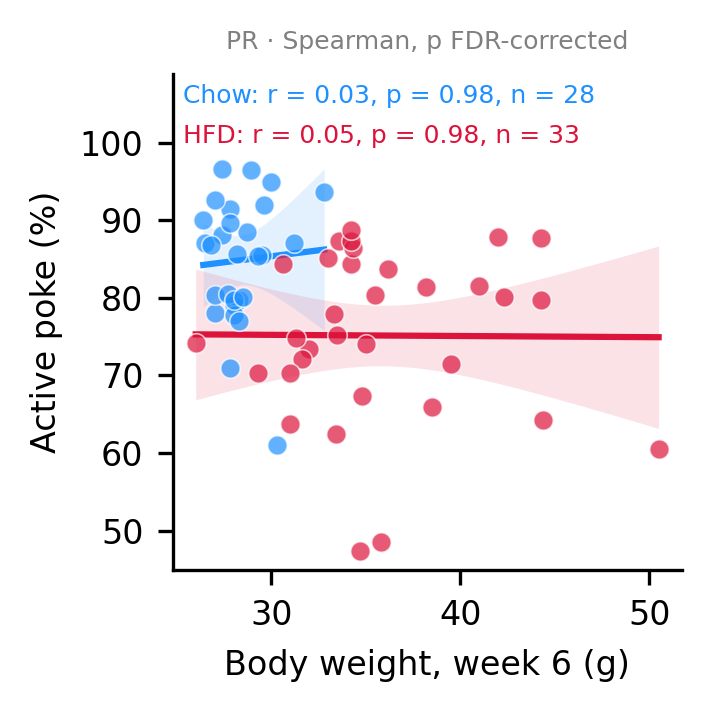 PR · Spearman, p FDR-corrected
Chow: r = 0.03, p = 0.98, n = 28
HFD: r = 0.05, p = 0.98, n = 33
100
90
80
70
60
50
Active poke (%)
30 40 50
Body weight, week 6 (g)